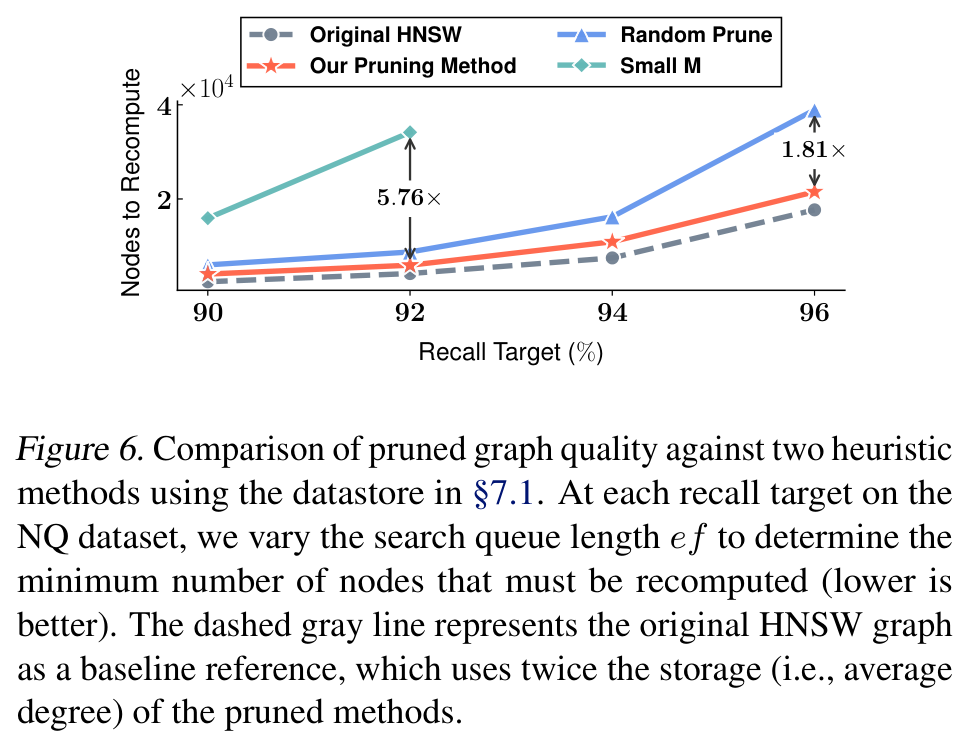 Original HNSW
Random Prune
Our Pruning Method
Small M
×10⁴
4
2
Nodes to Recompute
5.76×
1.81×
90
92
94
96
Recall Target (%)
Figure 6. Comparison of pruned graph quality against two heuristic
methods using the datastore in §7.1. At each recall target on the
NQ dataset, we vary the search queue length ef to determine the
minimum number of nodes that must be recomputed (lower is
better). The dashed gray line represents the original HNSW graph
as a baseline reference, which uses twice the storage (i.e., average
degree) of the pruned methods.